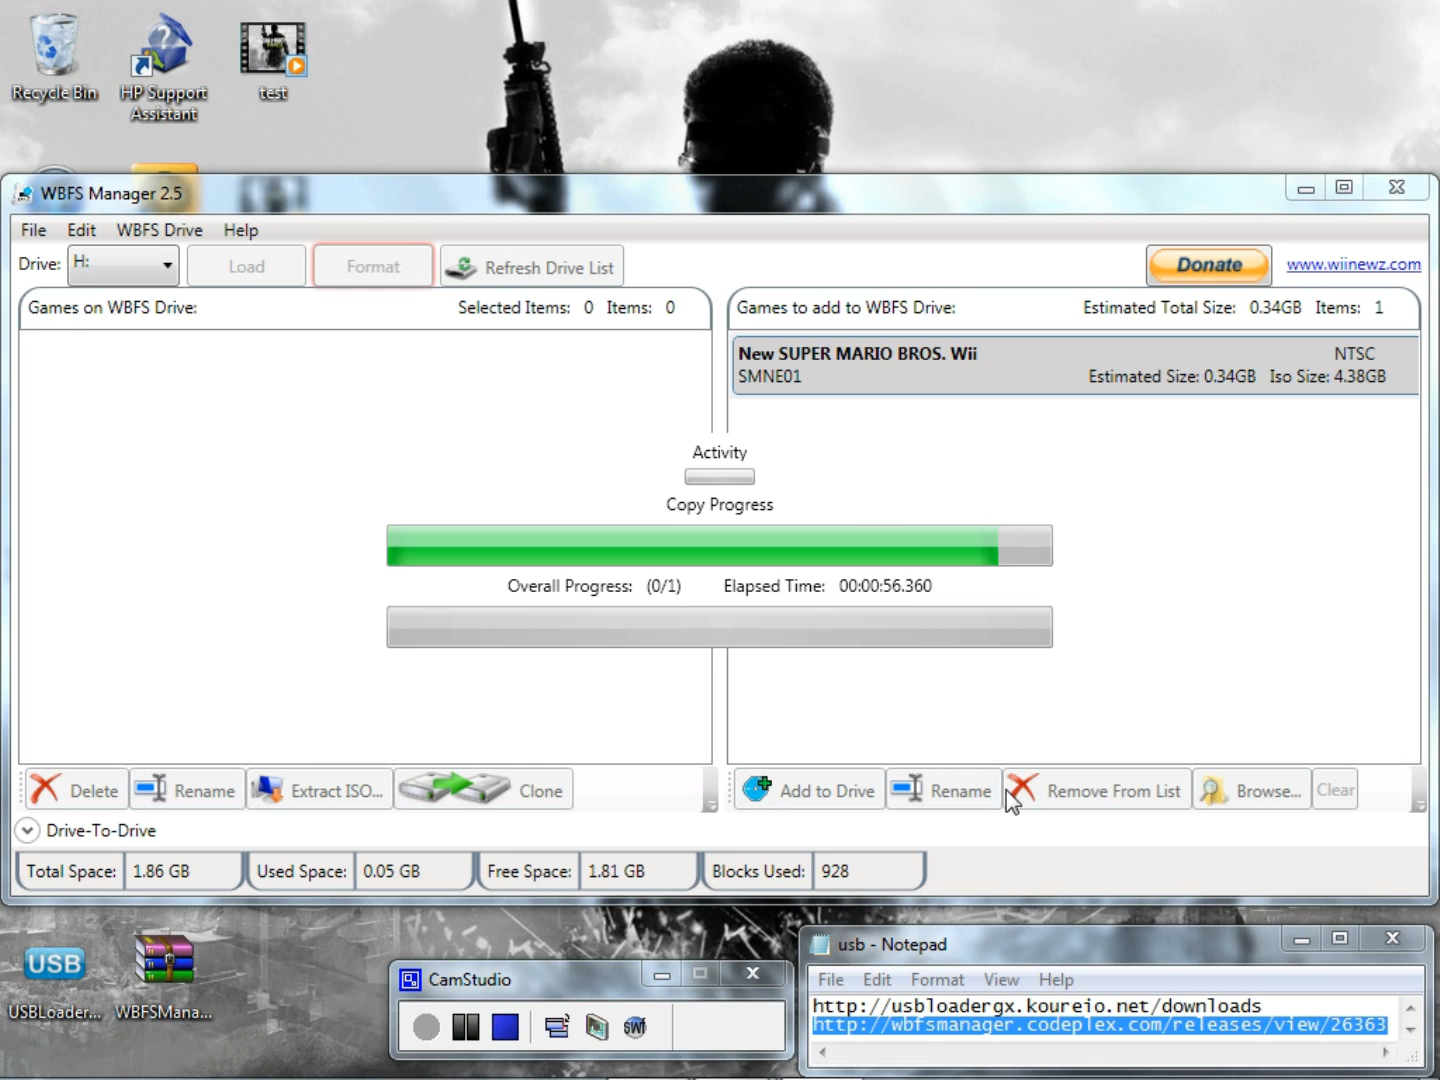 Recycle Bin
HP Support
Assistant
test
WBFS Manager 2.5
File Edit WBFS Drive Help
Drive: H: Load Format Refresh Drive List Donate www.wiinewz.com
Games on WBFS Drive: Selected Items: 0 Items: 0
Games to add to WBFS Drive: Estimated Total Size: 0.34GB Items: 1
New SUPER MARIO BROS. Wii NTSC
SMNE01 Estimated Size: 0.34GB Iso Size: 4.38GB
Activity
Copy Progress
Overall Progress: (0/1) Elapsed Time: 00:00:56.360
Delete Rename Extract ISO... Clone
Add to Drive Rename Remove From List Browse... Clear
Drive-To-Drive
Total Space: 1.86 GB Used Space: 0.05 GB Free Space: 1.81 GB Blocks Used: 928
USB
USBLoader...
WBFSMana...
CamStudio
SWf
usb - Notepad
File Edit Format View Help
http://usbloadergx.koureio.net/downloads
http://wbfsmanager.codeplex.com/releases/view/26363